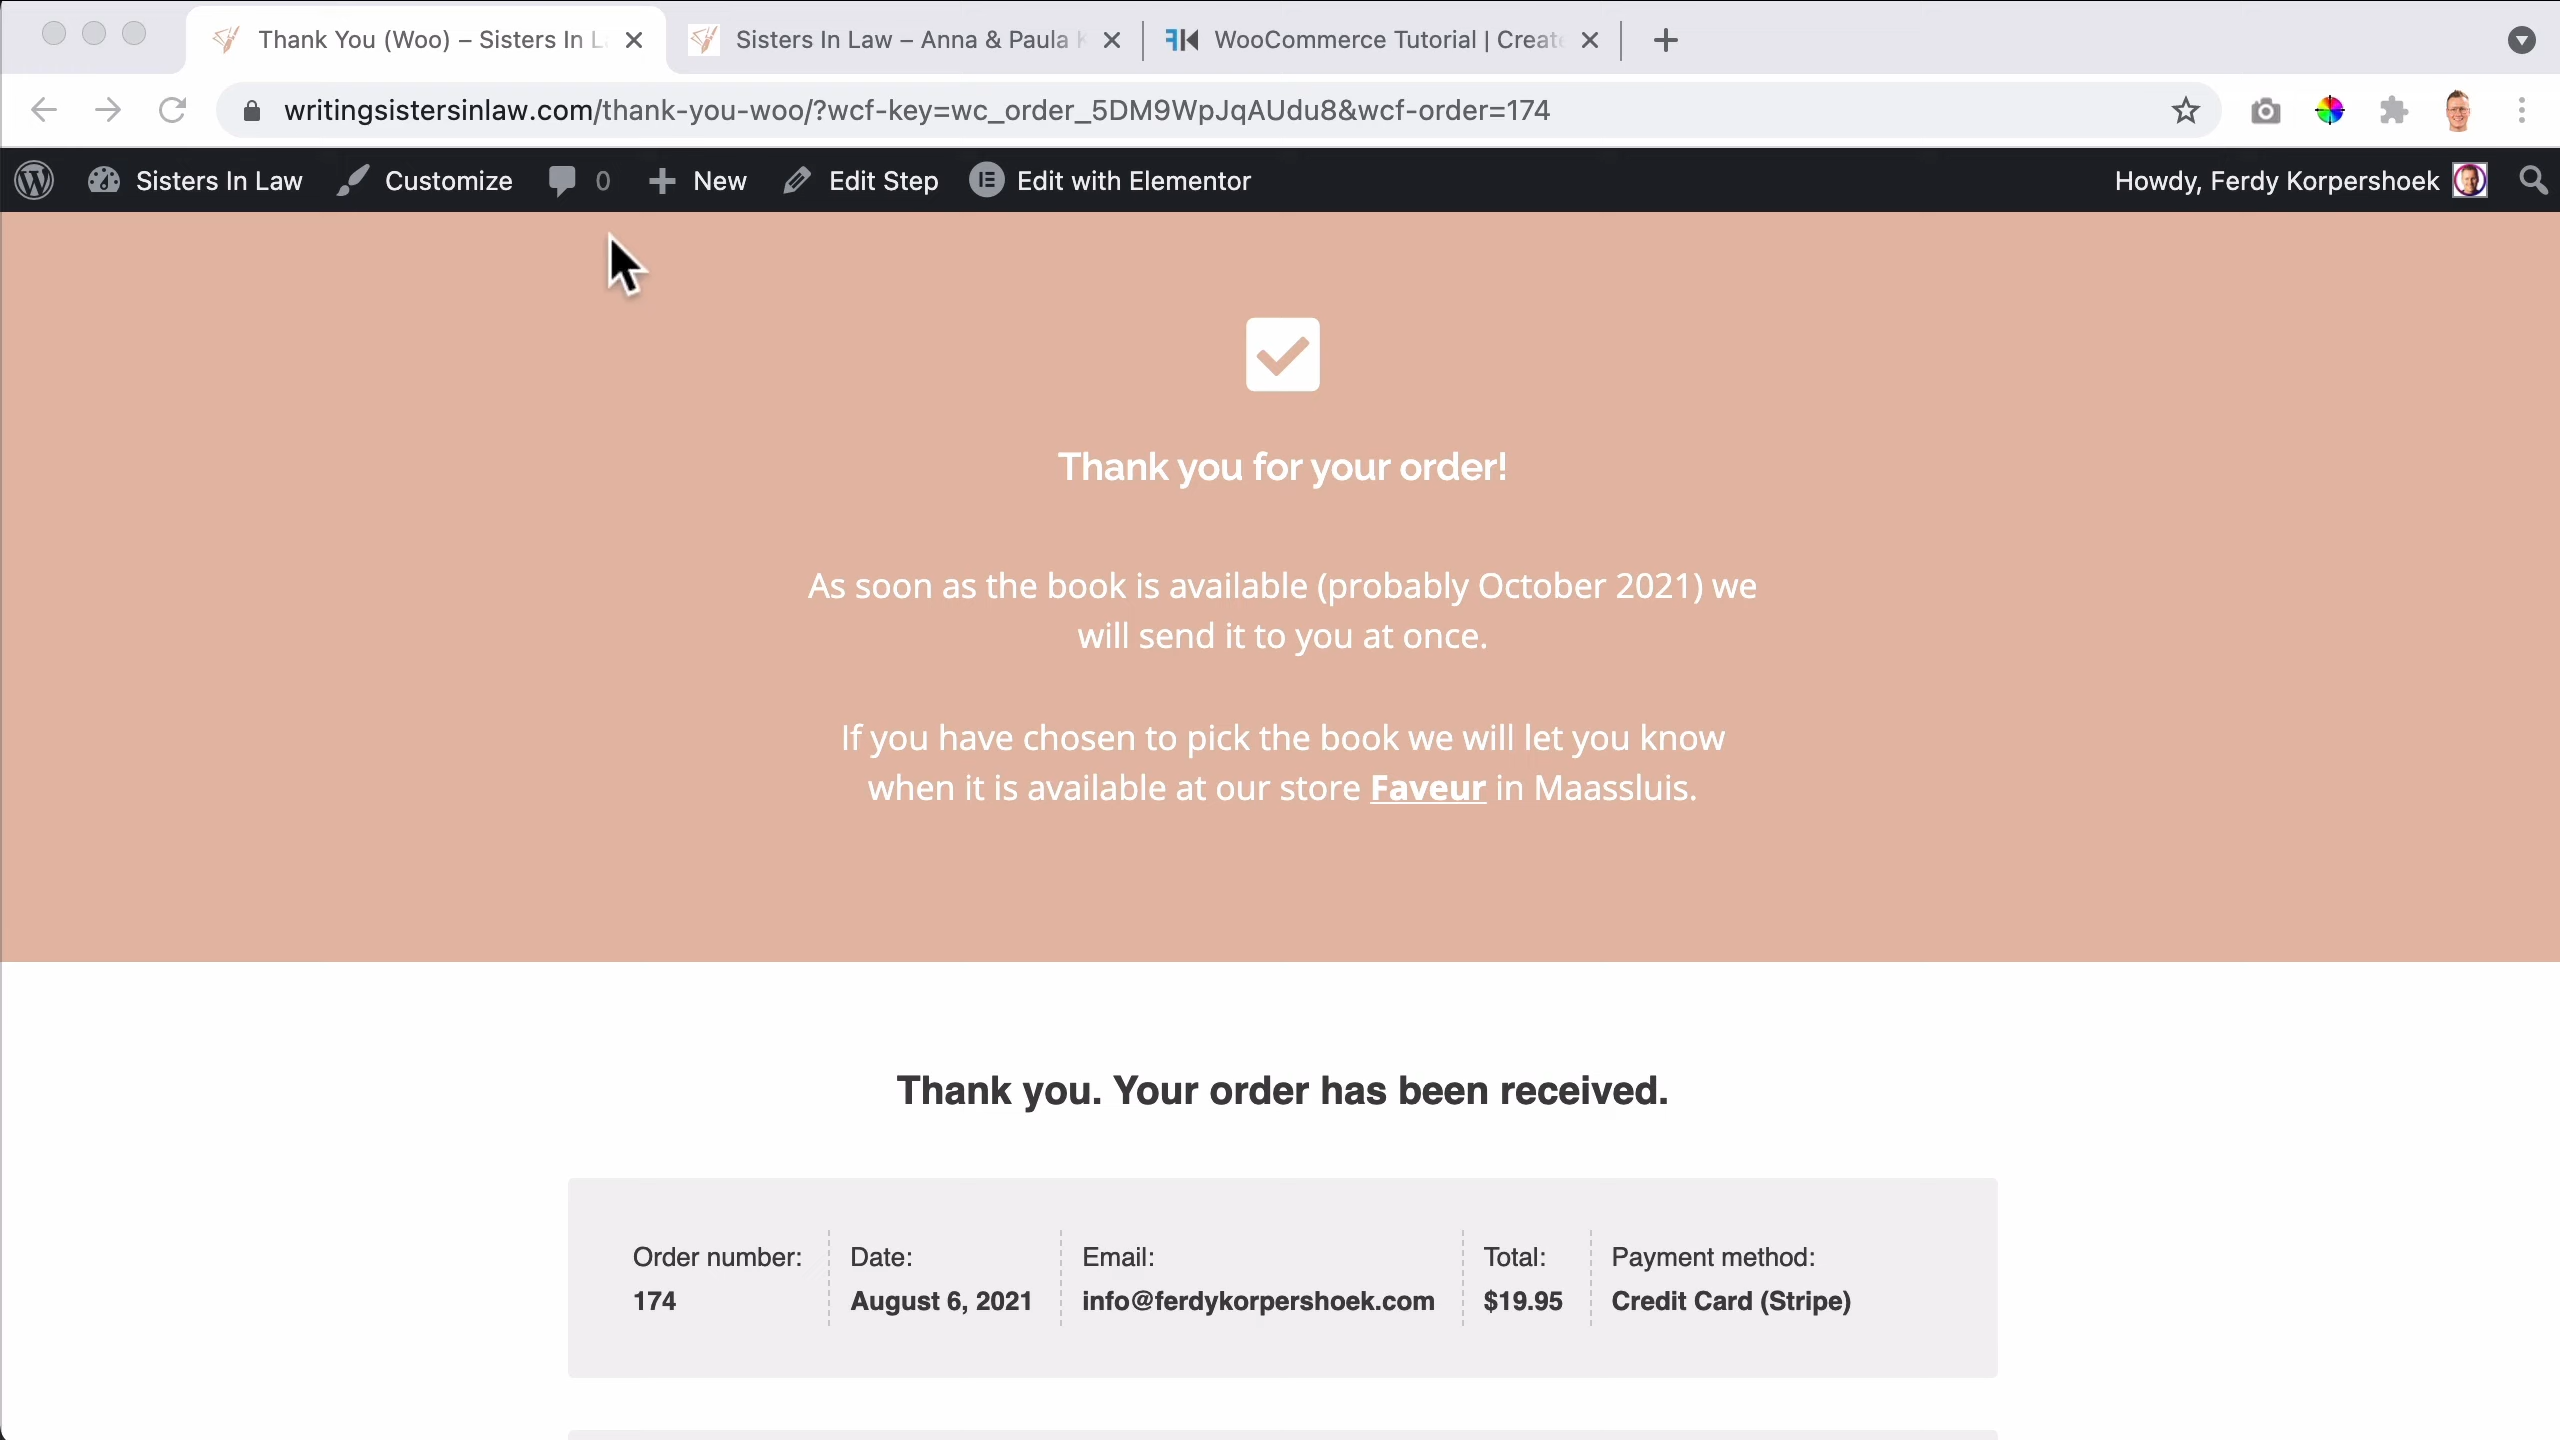 Thank You (Woo) – Sisters In L
Sisters In Law – Anna & Paula K
WooCommerce Tutorial | Create
writingsistersinlaw.com/thank-you-woo/?wcf-key=wc_order_5DM9WpJqAUdu8&wcf-order=174
Sisters In Law Customize 0 New Edit Step Edit with Elementor Howdy, Ferdy Korpershoek
Thank you for your order!
As soon as the book is available (probably October 2021) we
will send it to you at once.
If you have chosen to pick the book we will let you know
when it is available at our store Faveur in Maassluis.
Thank you. Your order has been received.
Order number: Date: Email: Total: Payment method:
174 August 6, 2021 info@ferdykorpershoek.com $19.95 Credit Card (Stripe)